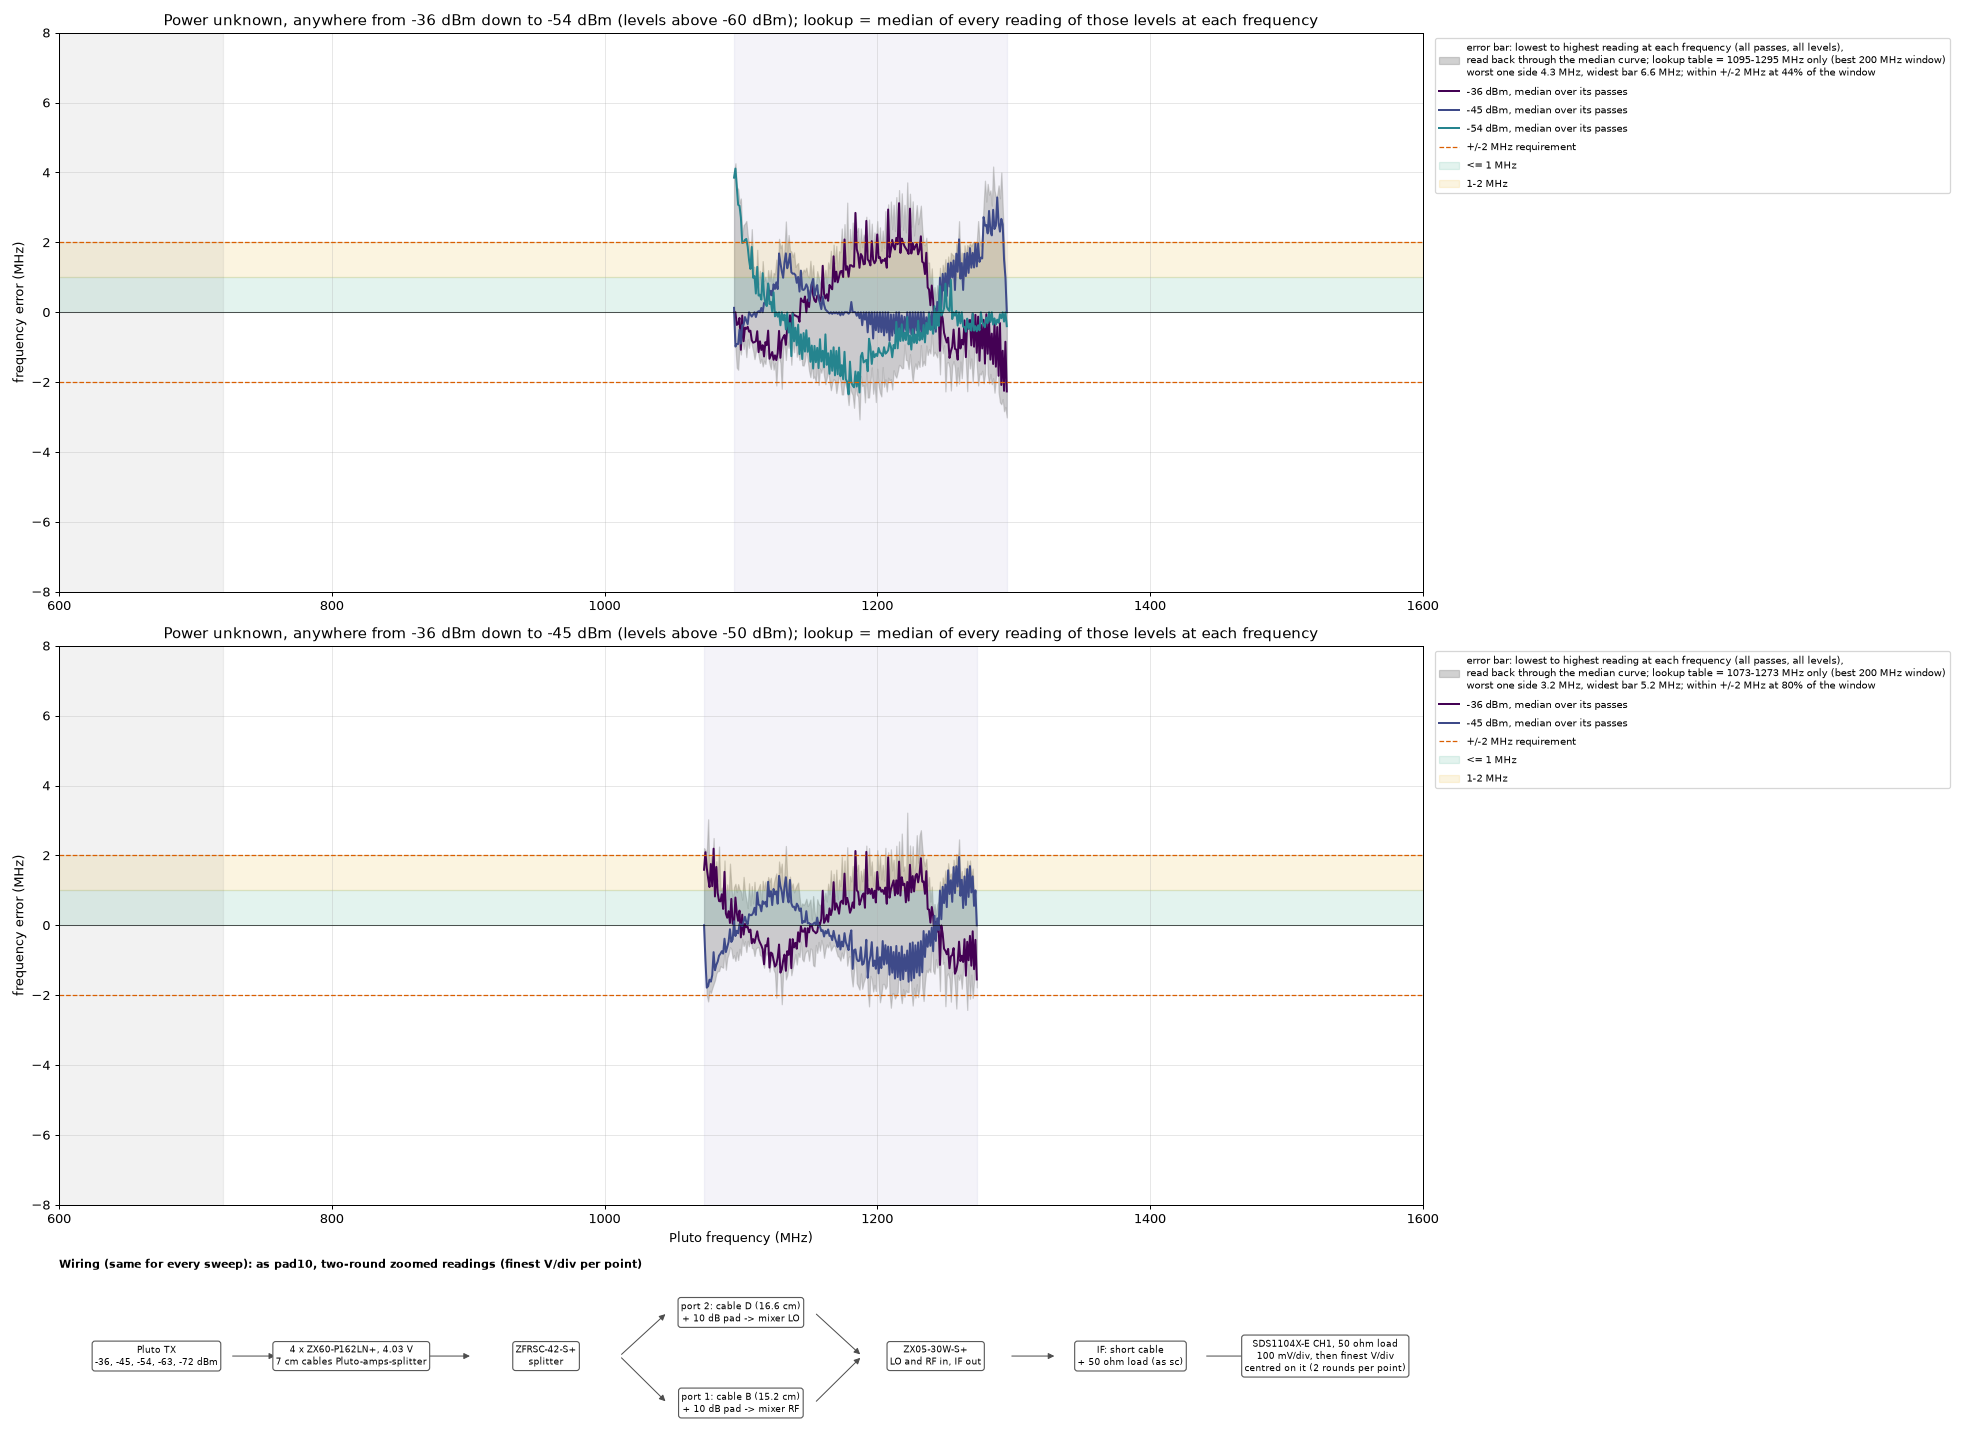 Power unknown, anywhere from -36 dBm down to -54 dBm (levels above -60 dBm); lookup = median of every reading of those levels at each frequency
frequency error (MHz)
8
6
4
2
0
−2
−4
−6
−8
600
800
1000
1200
1400
1600
error bar: lowest to highest reading at each frequency (all passes, all levels),
read back through the median curve; lookup table = 1095-1295 MHz only (best 200 MHz window)
worst one side 4.3 MHz, widest bar 6.6 MHz; within +/-2 MHz at 44% of the window
-36 dBm, median over its passes
-45 dBm, median over its passes
-54 dBm, median over its passes
+/-2 MHz requirement
<= 1 MHz
1-2 MHz
Power unknown, anywhere from -36 dBm down to -45 dBm (levels above -50 dBm); lookup = median of every reading of those levels at each frequency
frequency error (MHz)
8
6
4
2
0
−2
−4
−6
−8
600
800
1000
1200
1400
1600
Pluto frequency (MHz)
error bar: lowest to highest reading at each frequency (all passes, all levels),
read back through the median curve; lookup table = 1073-1273 MHz only (best 200 MHz window)
worst one side 3.2 MHz, widest bar 5.2 MHz; within +/-2 MHz at 80% of the window
-36 dBm, median over its passes
-45 dBm, median over its passes
+/-2 MHz requirement
<= 1 MHz
1-2 MHz
Wiring (same for every sweep): as pad10, two-round zoomed readings (finest V/div per point)
Pluto TX
-36, -45, -54, -63, -72 dBm
4 x ZX60-P162LN+, 4.03 V
7 cm cables Pluto-amps-splitter
ZFRSC-42-S+
splitter
port 2: cable D (16.6 cm)
+ 10 dB pad -> mixer LO
port 1: cable B (15.2 cm)
+ 10 dB pad -> mixer RF
ZX05-30W-S+
LO and RF in, IF out
IF: short cable
+ 50 ohm load (as sc)
SDS1104X-E CH1, 50 ohm load
100 mV/div, then finest V/div
centred on it (2 rounds per point)